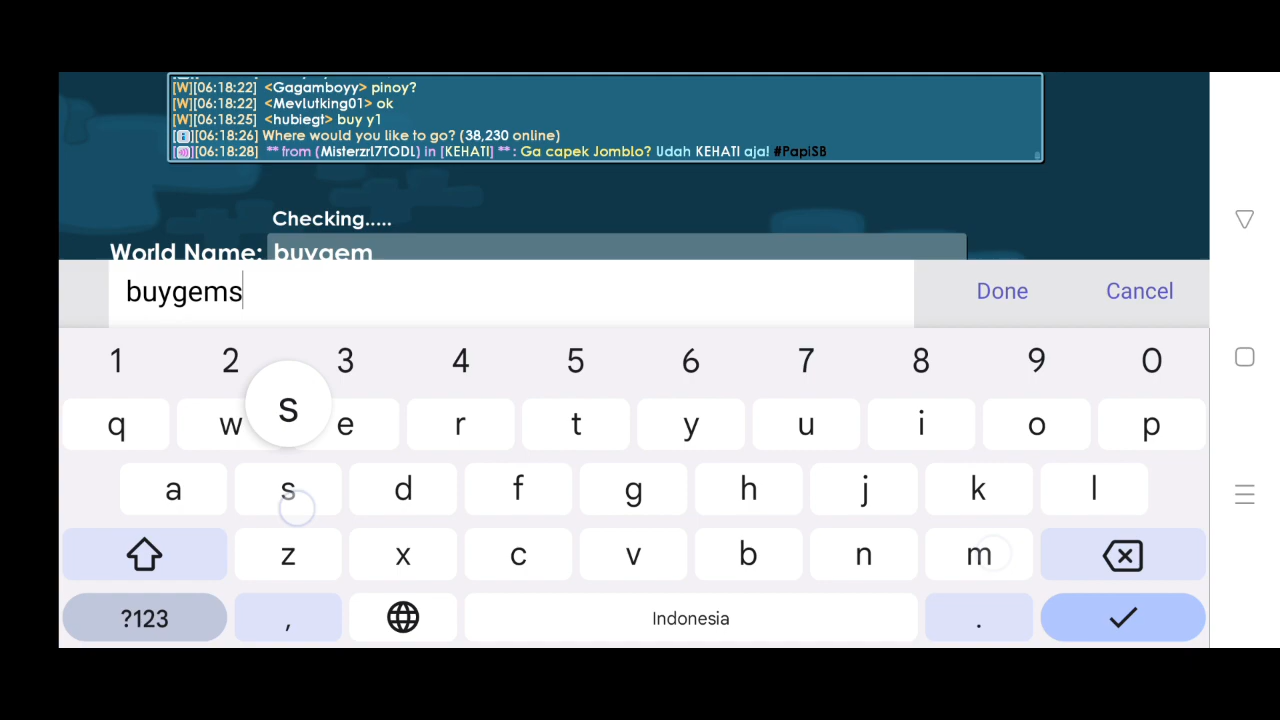 [W][06:18:22] <Gagamboyy> pinoy?
[W][06:18:22] <Mevlutking01> ok
[W][06:18:25] <hubiegt> buy y1
[06:18:26] Where would you like to go? (38,230 online)
[06:18:28] ** from (Misterzrl7TODL) in [KEHATI] ** : Ga capek Jomblo? Udah KEHATI aja! #PapiSB
Checking.....
World Name: buygem
buygems
Done
Cancel
1 2 3 4 5 6 7 8 9 0
s
q w e r t y u i o p
a s d f g h j k l
z x c v b n m
?123 , Indonesia .